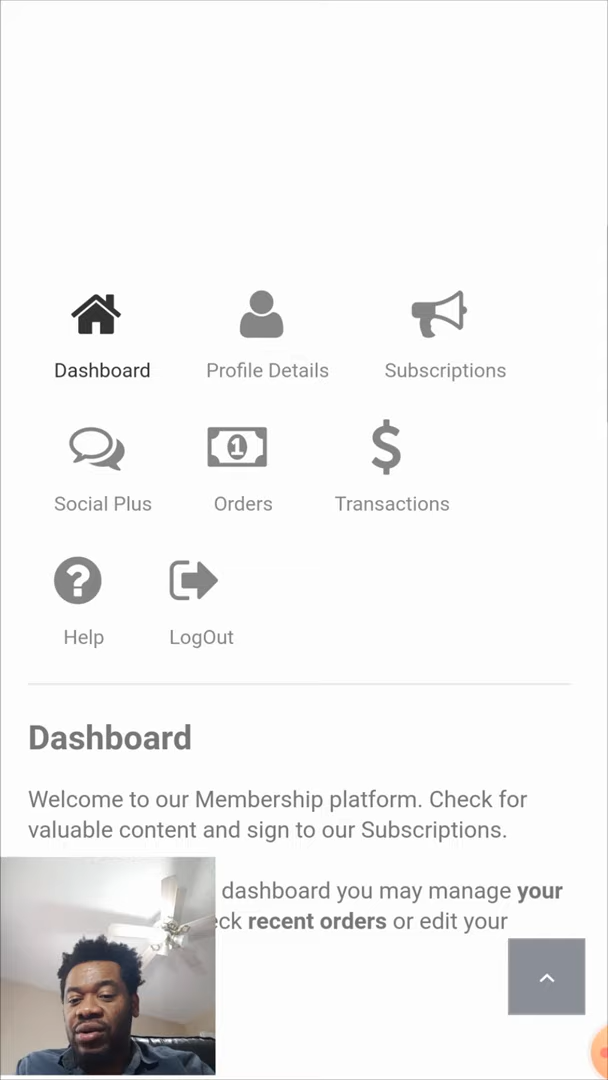 Dashboard
Profile Details
Subscriptions
1
Social Plus
Orders
Transactions
?
Help
LogOut
Dashboard
Welcome to our Membership platform. Check for
valuable content and sign to our Subscriptions.
dashboard you may manage your
recent orders or edit your